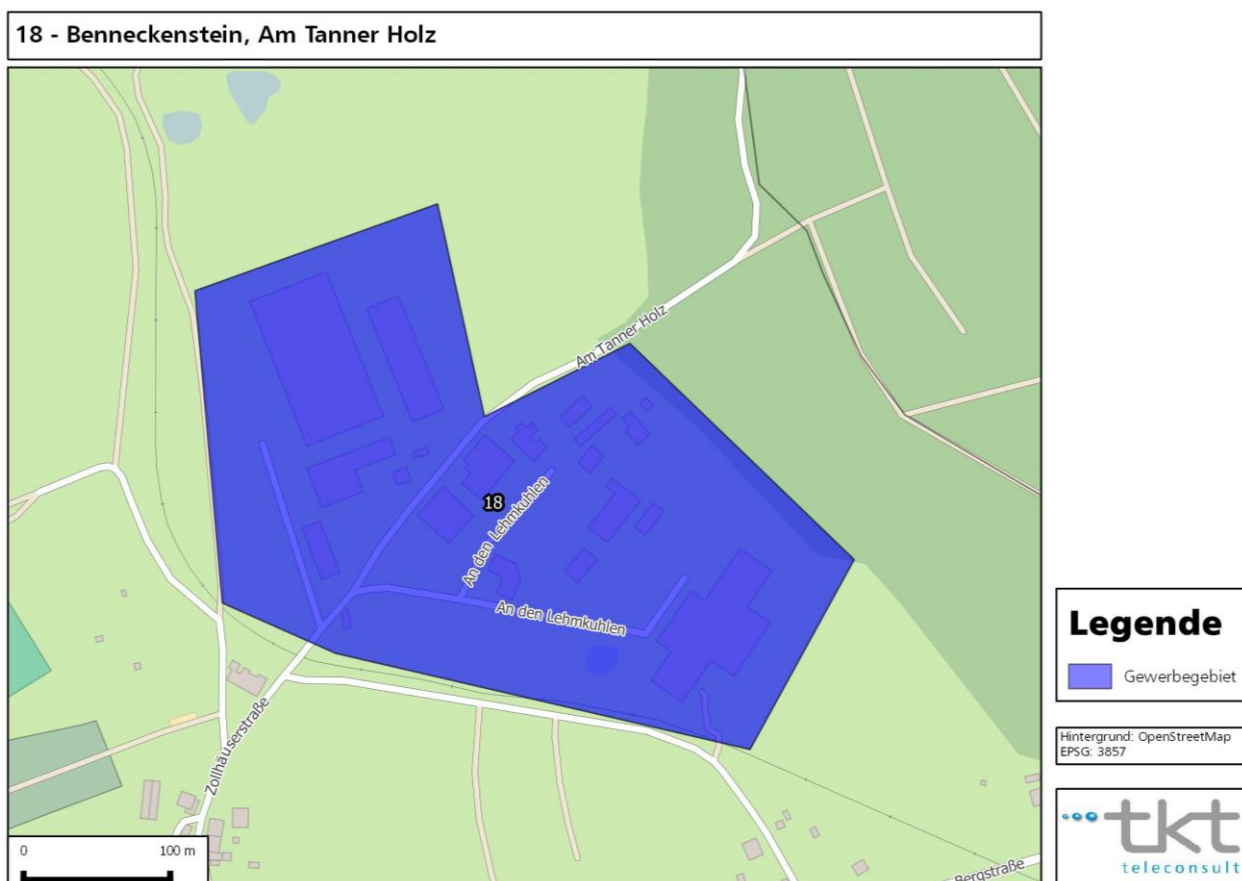 18 - Benneckenstein, Am Tanner Holz
Am Tanner Holz
18
An den Lehmkuhlen
An den Lehmkuhlen
Zollhäuserstraße
Bergstraße
0 100 m
Legende
Gewerbegebiet
Hintergrund: OpenStreetMap
EPSG: 3857
tkt
teleconsult